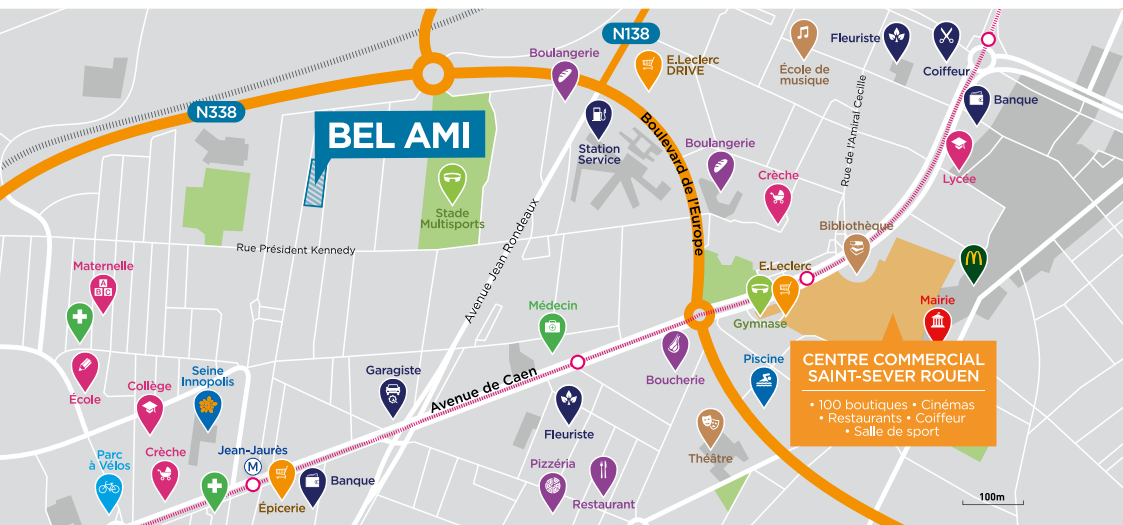 N138
Boulangerie
E.Leclerc
DRIVE
École de
musique
Fleuriste
Coiffeur
Banque
N338
BEL AMI
Station
Service
Boulevard de l'Europe
Boulangerie
Crèche
Rue de l'Amiral Cecille
Lycée
Stade
Multisports
Avenue Jean Rondeaux
Rue Président Kennedy
Bibliothèque
Maternelle
A
B C
E.Leclerc
Gymnase
Mairie
Médecin
CENTRE COMMERCIAL
SAINT-SEVER ROUEN
• 100 boutiques • Cinémas
• Restaurants • Coiffeur
• Salle de sport
Piscine
Boucherie
École
Collège
Seine
Innopolis
Garagiste
Avenue de Caen
Fleuriste
Théâtre
Parc
à Vélos
Crèche
Jean-Jaurès
M
Épicerie
Banque
Pizzéria
Restaurant
100m